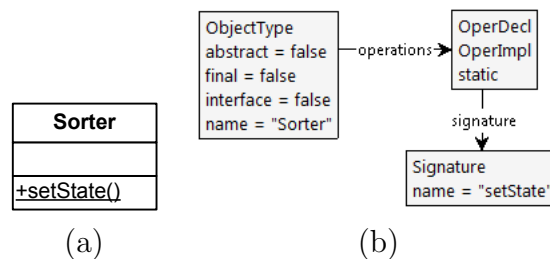 Sorter
+setState()
(a)
ObjectType
abstract = false
final = false
interface = false
name = "Sorter"
operations
OperDecl
OperImpl
static
signature
Signature
name = "setState"
(b)